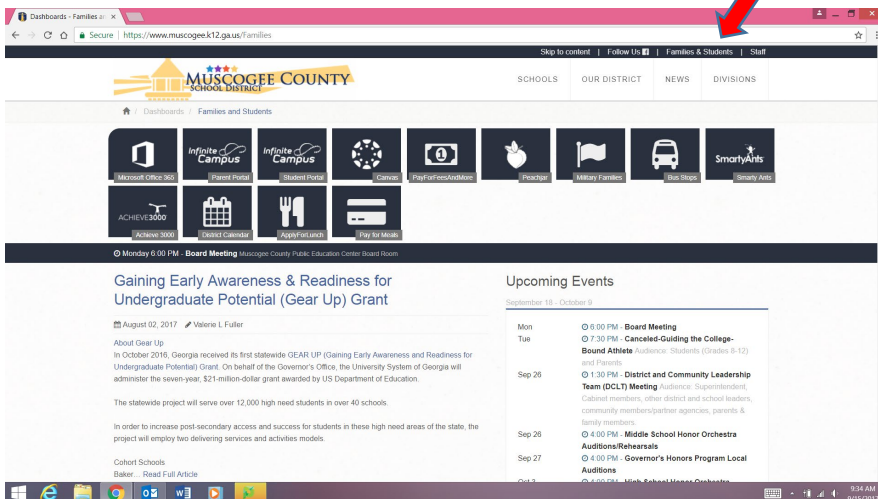 Dashboards - Families an
Secure | https://www.muscogee.k12.ga.us/Families
Skip to content | Follow Us | Families & Students | Staff
MUSCOGEE COUNTY
SCHOOL DISTRICT
SCHOOLS OUR DISTRICT NEWS DIVISIONS
/ Dashboards / Families and Students
Microsoft Office 365
Infinite Campus
Parent Portal
Infinite Campus
Student Portal
Canvas
PayForFeesAndMore
Peachjar
Military Families
Bus Stops
SmartyAnts
Smarty Ants
ACHIEVE3000
Achieve 3000
District Calendar
ApplyForLunch
Pay for Meals
Monday 6:00 PM - Board Meeting Muscogee County Public Education Center Board Room
Gaining Early Awareness & Readiness for
Undergraduate Potential (Gear Up) Grant
August 02, 2017 Valerie L Fuller
About Gear Up
In October 2016, Georgia received its first statewide GEAR UP (Gaining Early Awareness and Readiness for
Undergraduate Potential) Grant. On behalf of the Governor's Office, the University System of Georgia will
administer the seven-year, $21-million-dollar grant awarded by US Department of Education.
The statewide project will serve over 12,000 high need students in over 40 schools.
In order to increase post-secondary access and success for students in these high need areas of the state, the
project will employ two delivering services and activities models.
Cohort Schools
Baker... Read Full Article
Upcoming Events
September 18 - October 9
Mon 6:00 PM - Board Meeting
Tue 7:30 PM - Canceled-Guiding the College-
Bound Athlete Audience: Students (Grades 8-12)
and Parents
Sep 26 1:30 PM - District and Community Leadership
Team (DCLT) Meeting Audience: Superintendent,
Cabinet members, other district and school leaders,
community members/partner agencies, parents &
family members.
Sep 26 4:00 PM - Middle School Honor Orchestra
Auditions/Rehearsals
Sep 27 4:00 PM - Governor's Honors Program Local
Auditions
Oct 3 4:00 PM - High School Honor Orchestra
9:34 AM